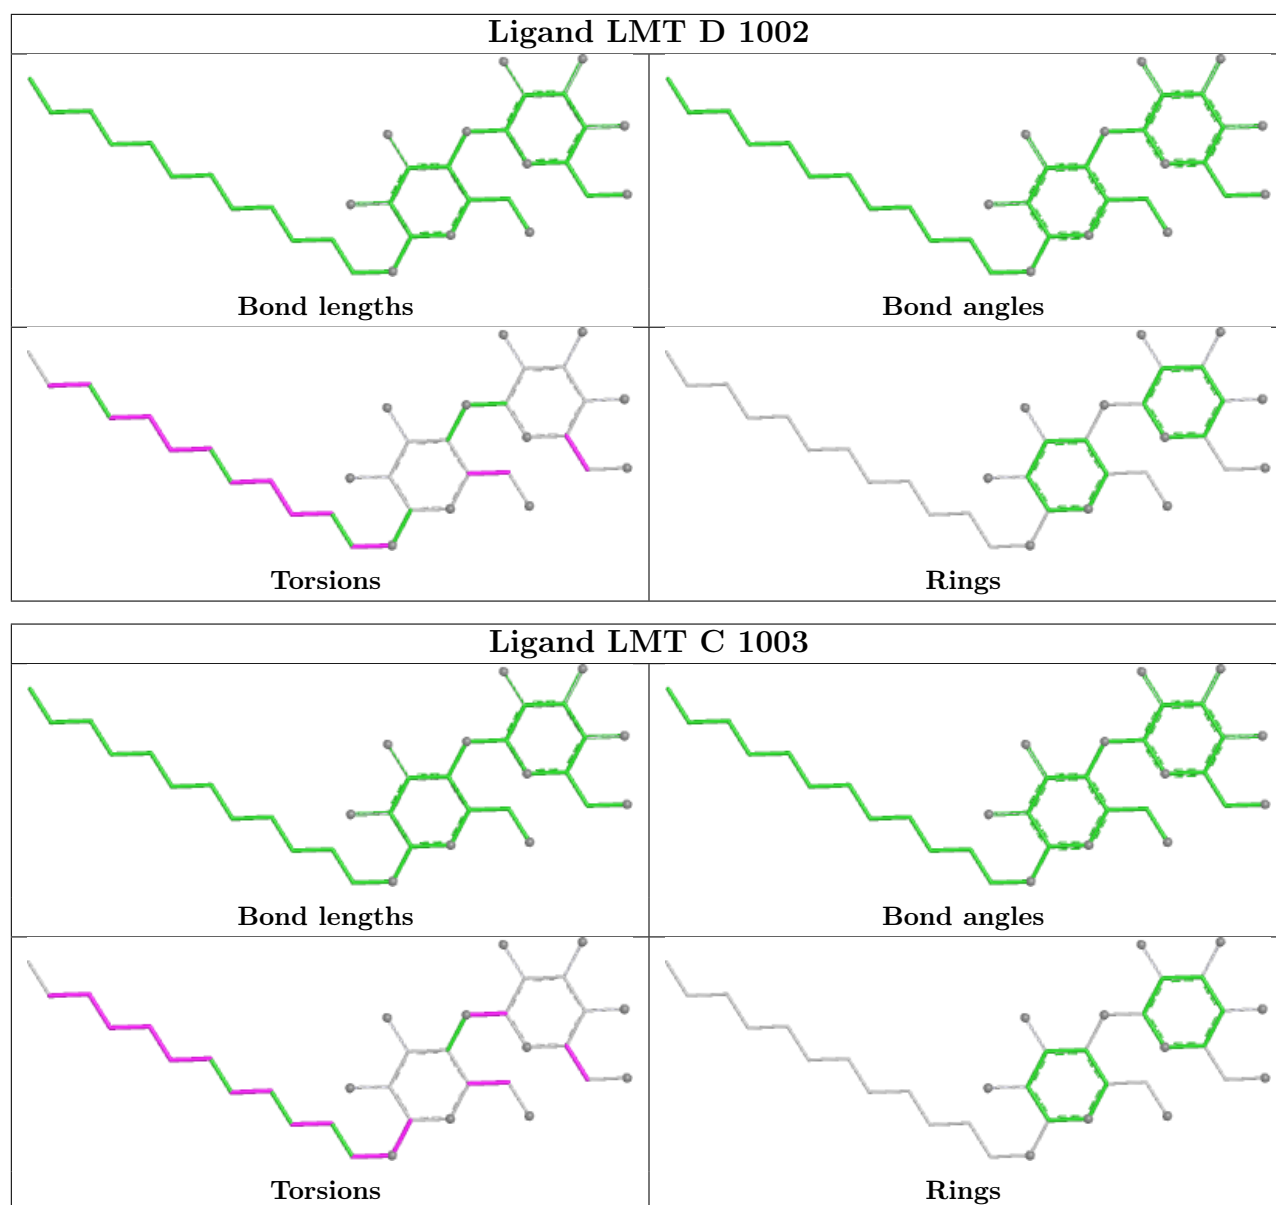 Ligand LMT D 1002
Bond lengths
Bond angles
Torsions
Rings
Ligand LMT C 1003
Bond lengths
Bond angles
Torsions
Rings